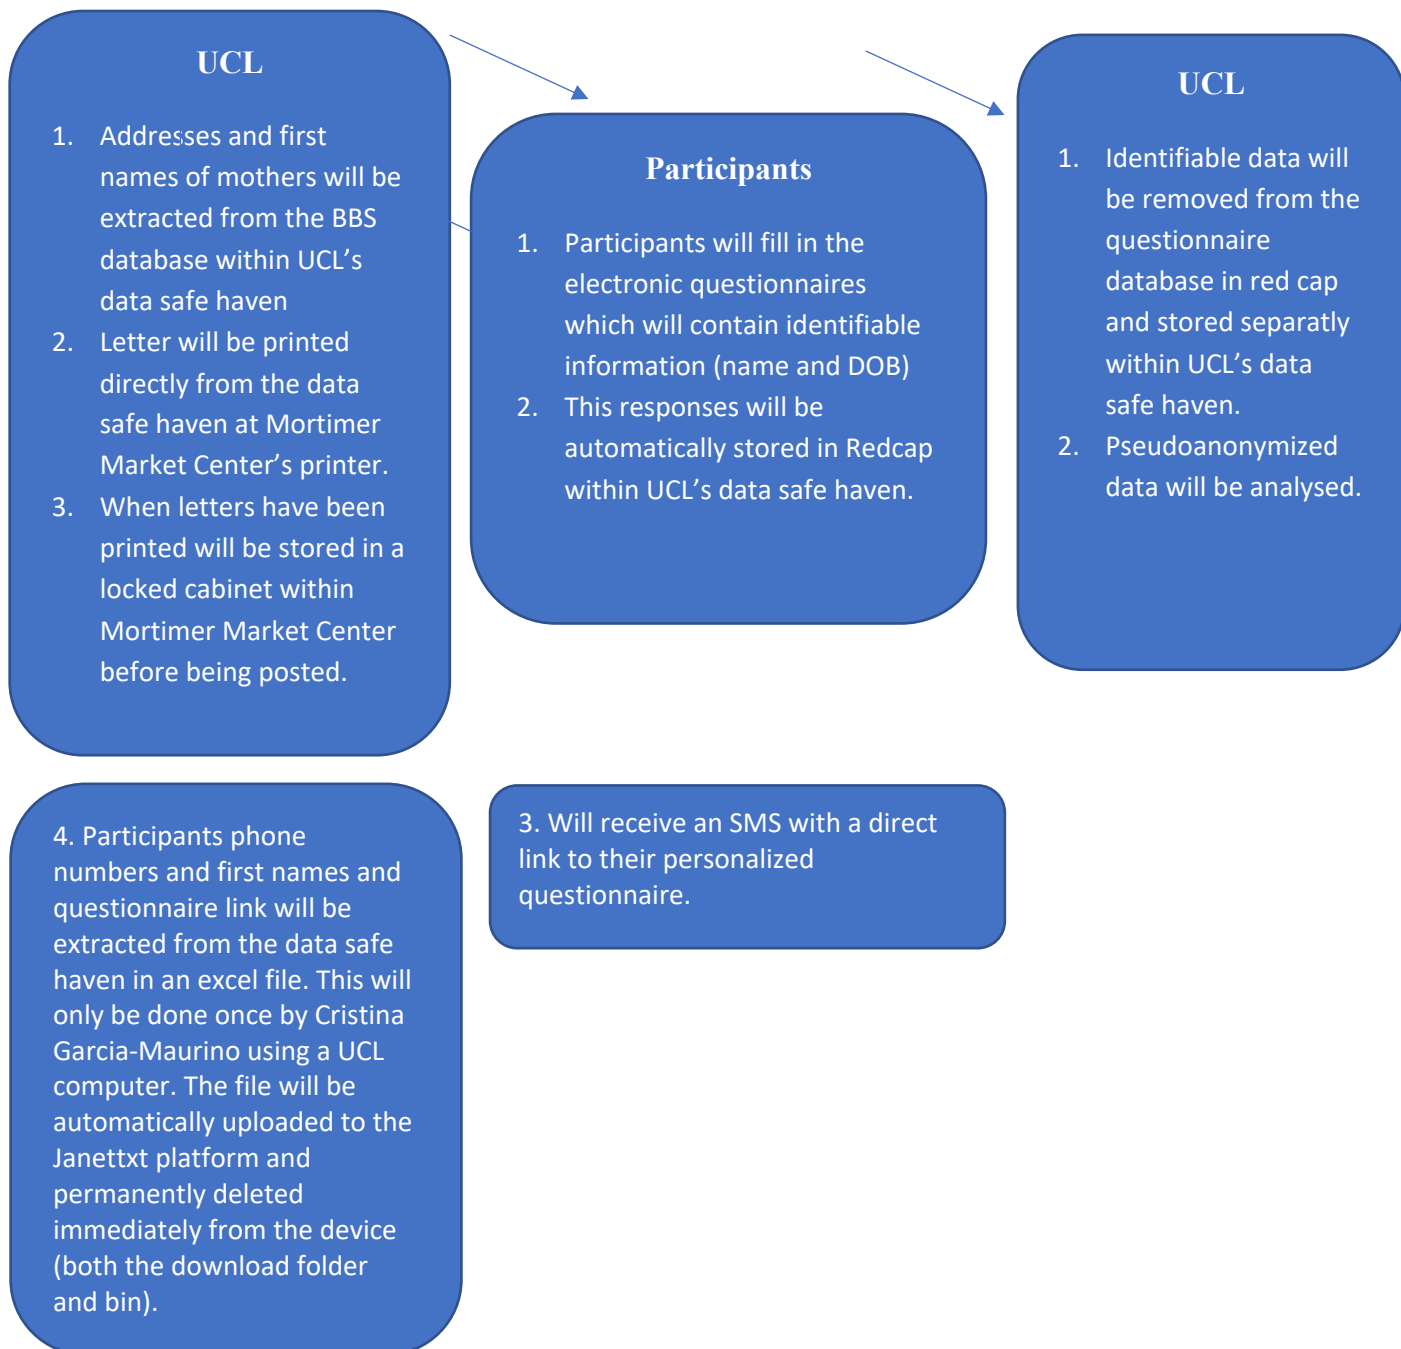 UCL
1. Addresses and first
names of mothers will be
extracted from the BBS
database within UCL’s
data safe haven
2. Letter will be printed
directly from the data
safe haven at Mortimer
Market Center’s printer.
3. When letters have been
printed will be stored in a
locked cabinet within
Mortimer Market Center
before being posted.
Participants
1. Participants will fill in the
electronic questionnaires
which will contain identifiable
information (name and DOB)
2. This responses will be
automatically stored in Redcap
within UCL’s data safe haven.
UCL
1. Identifiable data will
be removed from the
questionnaire
database in red cap
and stored separatly
within UCL’s data
safe haven.
2. Pseudoanonymized
data will be analysed.
4. Participants phone
numbers and first names and
questionnaire link will be
extracted from the data safe
haven in an excel file. This will
only be done once by Cristina
Garcia-Maurino using a UCL
computer. The file will be
automatically uploaded to the
Janettxt platform and
permanently deleted
immediately from the device
(both the download folder
and bin).
3. Will receive an SMS with a direct
link to their personalized
questionnaire.